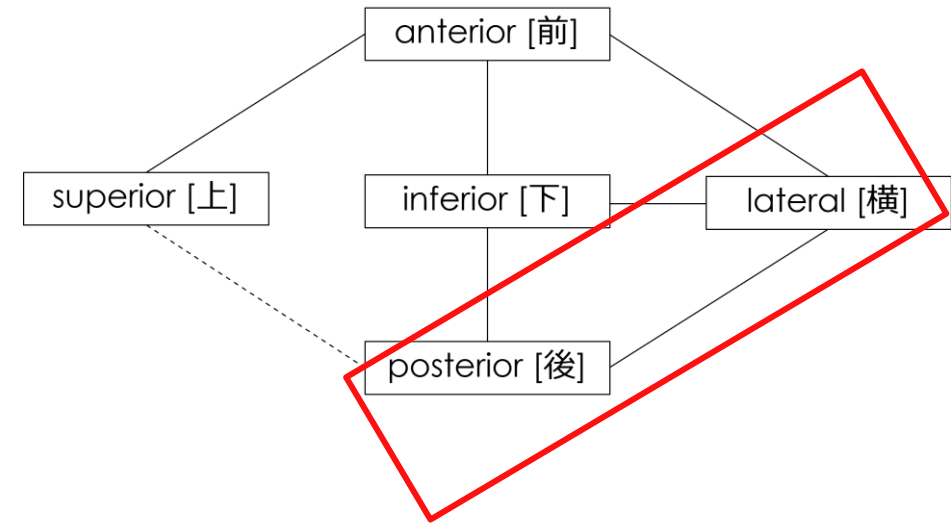 anterior [前]
superior [上]
inferior [下]
lateral [横]
posterior [後]